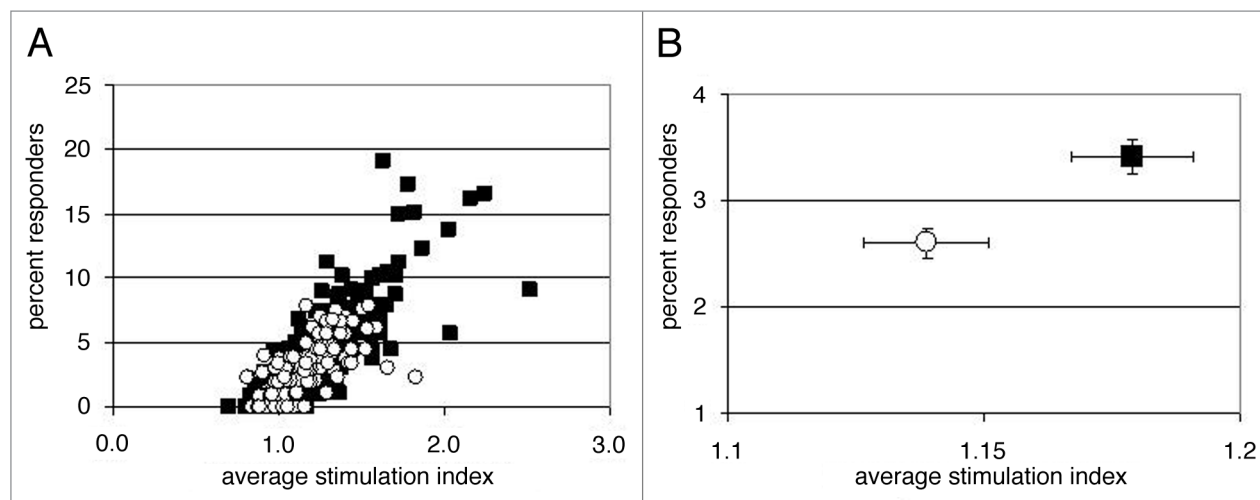 A
25
20
15
10
5
0
percent responders
0.0 1.0 2.0 3.0
average stimulation index
B
4
3
2
1
percent responders
1.1 1.15 1.2
average stimulation index